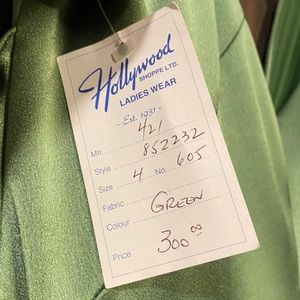 Hollywood
SHOPPE LTD.
LADIES WEAR
- Est. 1981 -
Mfr. 421
Style 852232
Size 4 No. 605
Fabric
Colour GREEN
Price 300 00